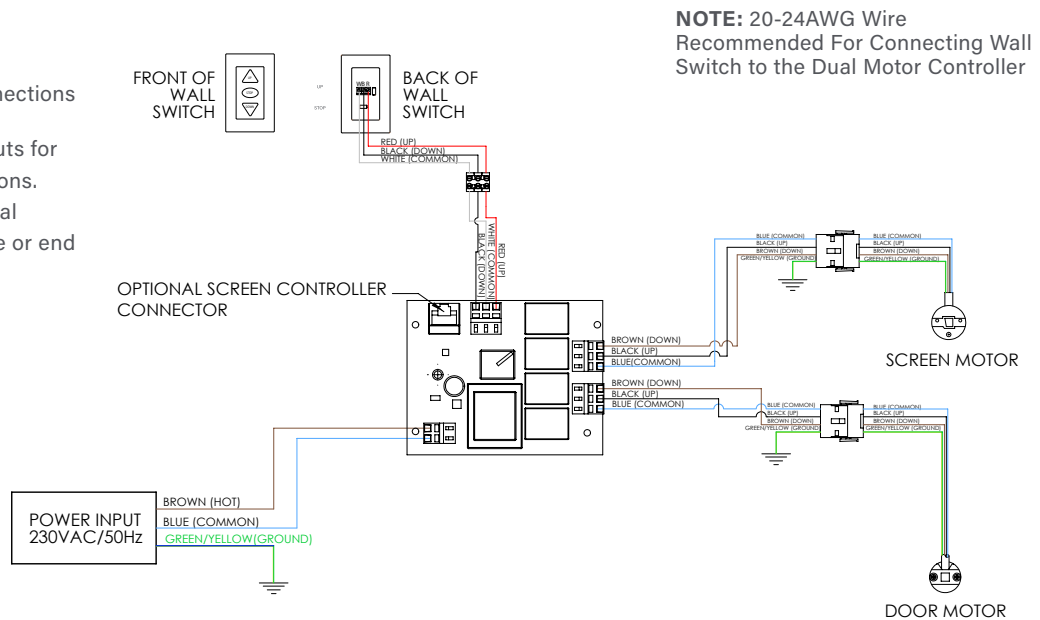 NOTE: 20-24AWG Wire
Recommended For Connecting Wall
Switch to the Dual Motor Controller
nections
uts for
ons.
al
e or end
FRONT OF
WALL
SWITCH
UP
STOP
W B R
BACK OF
WALL
SWITCH
RED (UP)
BLACK (DOWN)
WHITE (COMMON)
BLACK (DOWN)
WHITE (COMMON)
RED (UP)
OPTIONAL SCREEN CONTROLLER
CONNECTOR
BROWN (DOWN)
BLACK (UP)
BLUE(COMMON)
BROWN (DOWN)
BLACK (UP)
BLUE (COMMON)
BLUE (COMMON)
BLACK (UP)
BROWN (DOWN)
GREEN/YELLOW (GROUND)
BLUE (COMMON)
BLACK (UP)
BROWN (DOWN)
GREEN/YELLOW (GROUND)
SCREEN MOTOR
BLUE (COMMON)
BLACK (UP)
BROWN (DOWN)
GREEN/YELLOW (GROUND)
BLUE (COMMON)
BLACK (UP)
BROWN (DOWN)
GREEN/YELLOW (GROUND)
DOOR MOTOR
POWER INPUT
230VAC/50Hz
BROWN (HOT)
BLUE (COMMON)
GREEN/YELLOW(GROUND)